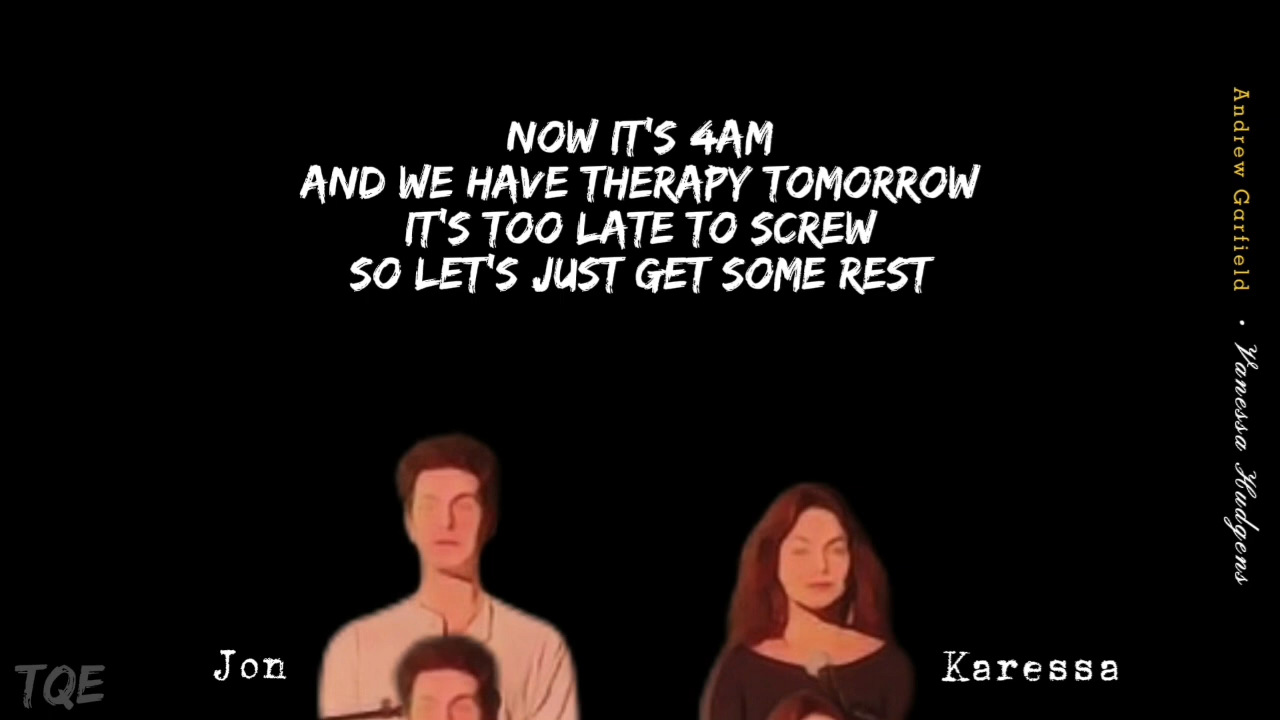 NOW IT'S 4AM
AND WE HAVE THERAPY TOMORROW
IT'S TOO LATE TO SCREW
SO LET'S JUST GET SOME REST
Andrew Garfield • Vanessa Hudgens
Jon
Karessa
TQE